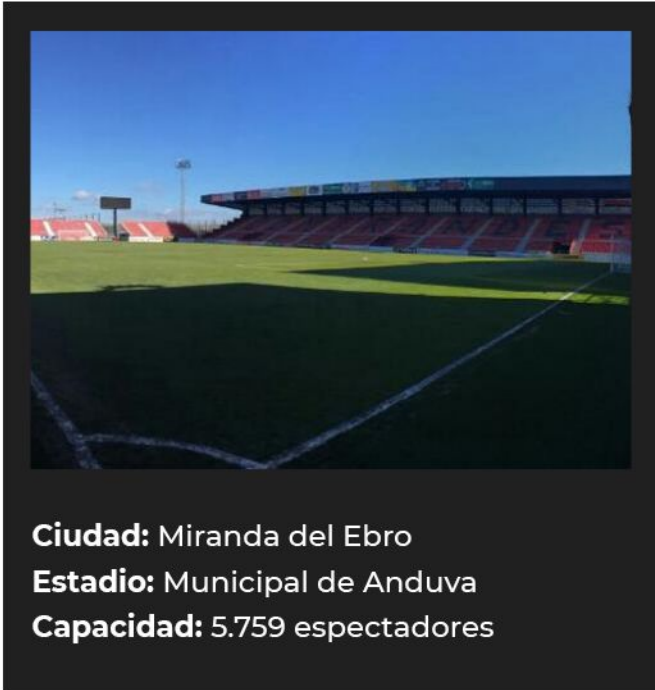 Ciudad: Miranda del Ebro
Estadio: Municipal de Anduva
Capacidad: 5.759 espectadores